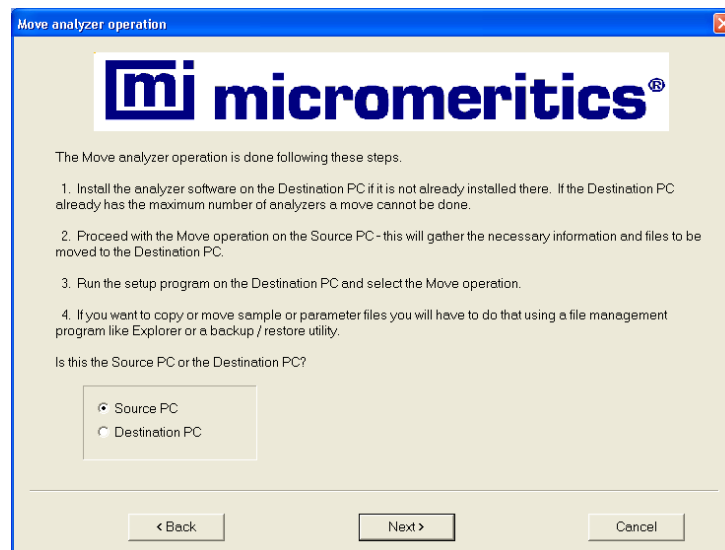 Move analyzer operation
mi micromeritics®
The Move analyzer operation is done following these steps.
1. Install the analyzer software on the Destination PC if it is not already installed there. If the Destination PC
already has the maximum number of analyzers a move cannot be done.
2. Proceed with the Move operation on the Source PC - this will gather the necessary information and files to be
moved to the Destination PC.
3. Run the setup program on the Destination PC and select the Move operation.
4. If you want to copy or move sample or parameter files you will have to do that using a file management
program like Explorer or a backup / restore utility.
Is this the Source PC or the Destination PC?
Source PC
Destination PC
< Back Next > Cancel